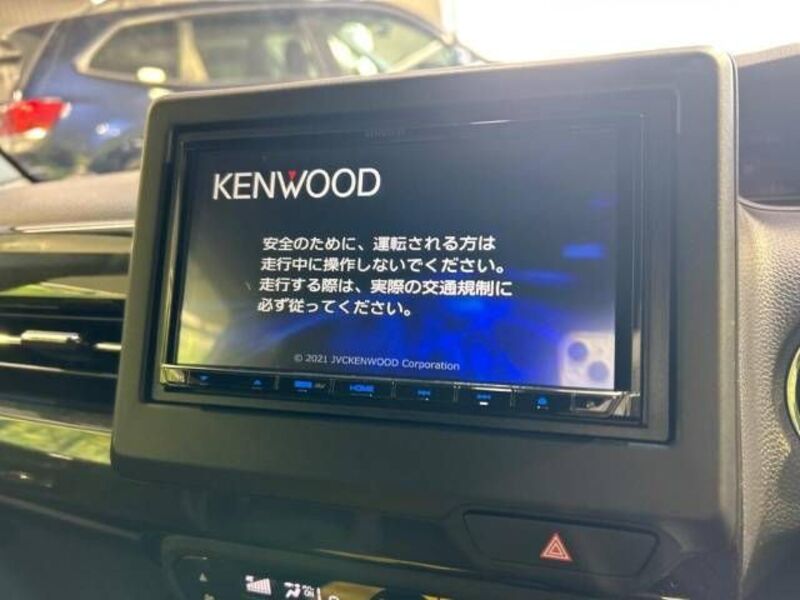 KENWOOD
KENWOOD
安全のために、運転される方は
走行中に操作しないでください。
走行する際は、実際の交通規制に
必ず従ってください。
© 2021 JVCKENWOOD Corporation
HOME